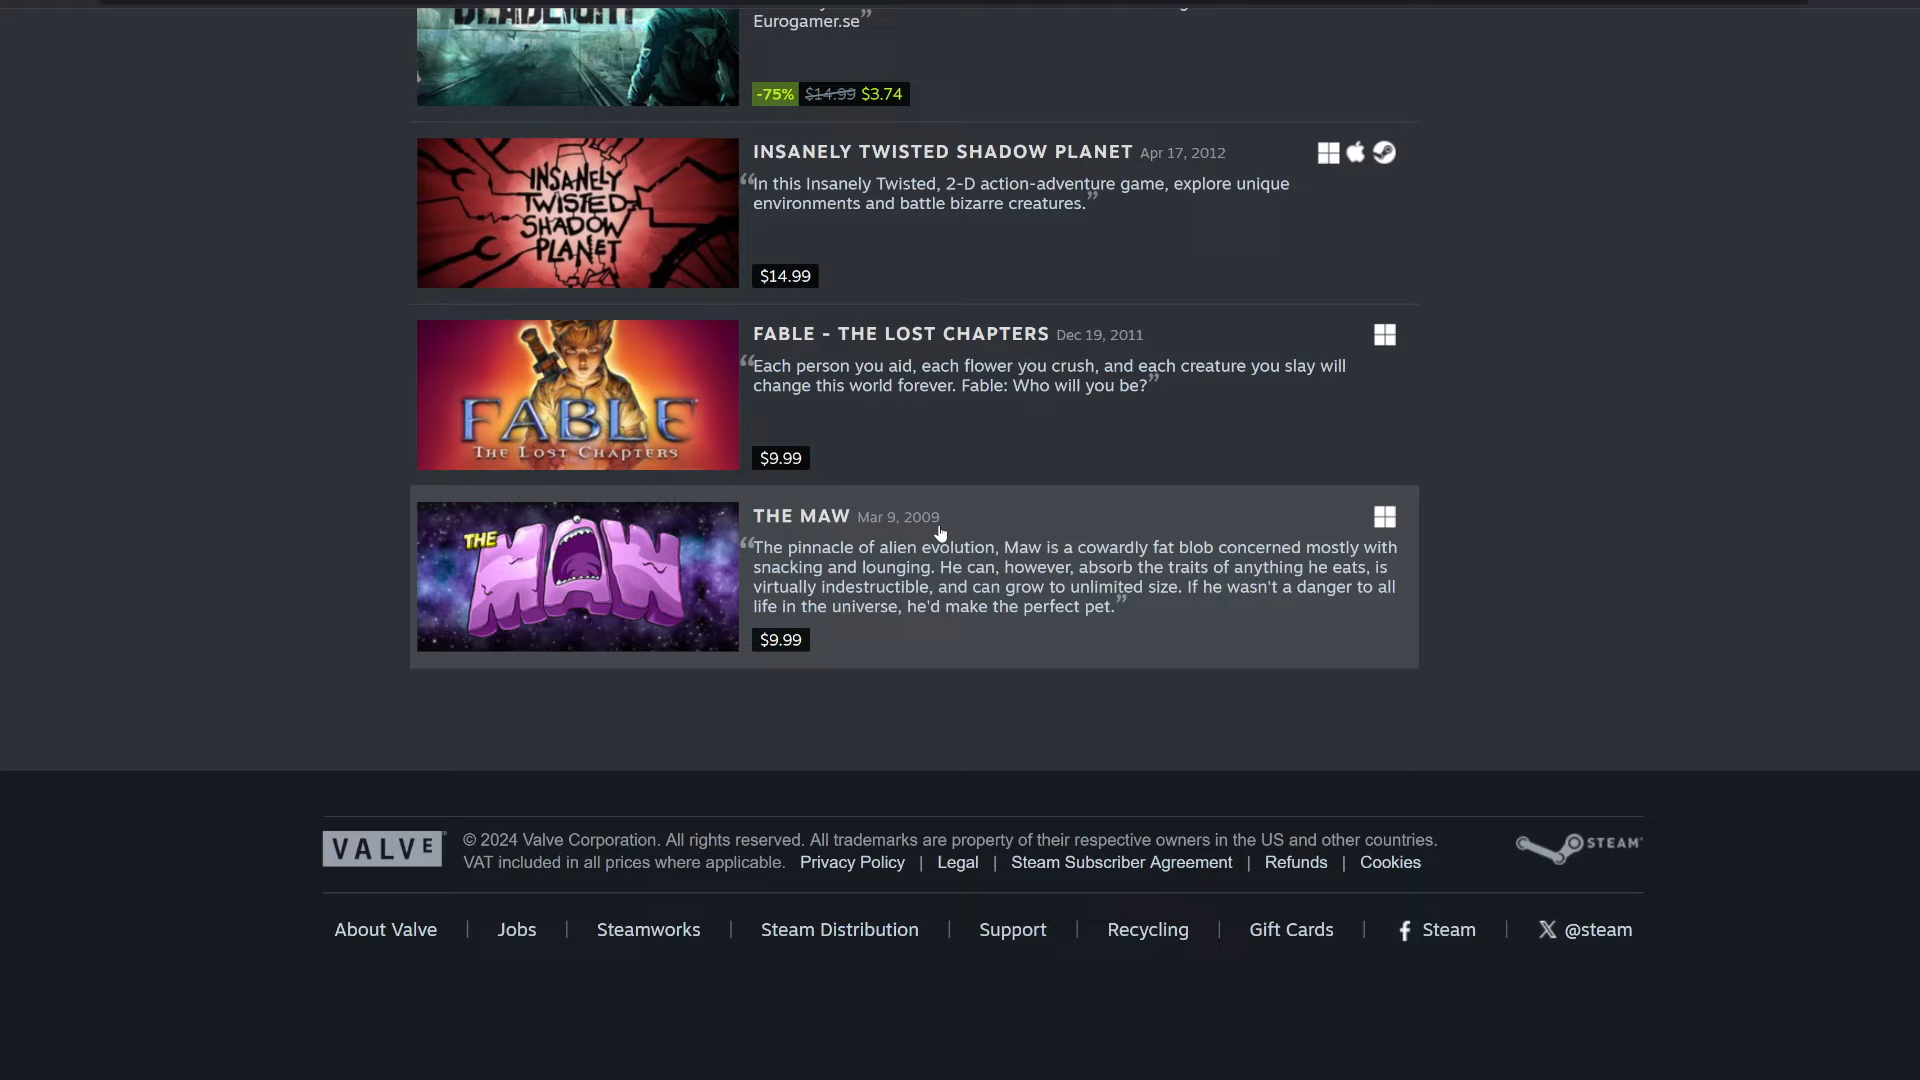 Eurogamer.se”
-75% $14.99 $3.74
INSANELY TWISTED SHADOW PLANET
INSANELY TWISTED SHADOW PLANET Apr 17, 2012
“In this Insanely Twisted, 2-D action-adventure game, explore unique
environments and battle bizarre creatures.”
$14.99
FABLE
THE LOST CHAPTERS
FABLE - THE LOST CHAPTERS Dec 19, 2011
“Each person you aid, each flower you crush, and each creature you slay will
change this world forever. Fable: Who will you be?”
$9.99
THE MAW
THE MAW Mar 9, 2009
“The pinnacle of alien evolution, Maw is a cowardly fat blob concerned mostly with
snacking and lounging. He can, however, absorb the traits of anything he eats, is
virtually indestructible, and can grow to unlimited size. If he wasn't a danger to all
life in the universe, he'd make the perfect pet.”
$9.99
VALVE
© 2024 Valve Corporation. All rights reserved. All trademarks are property of their respective owners in the US and other countries.
VAT included in all prices where applicable. Privacy Policy | Legal | Steam Subscriber Agreement | Refunds | Cookies
STEAM
About Valve | Jobs | Steamworks | Steam Distribution | Support | Recycling | Gift Cards | Steam | @steam